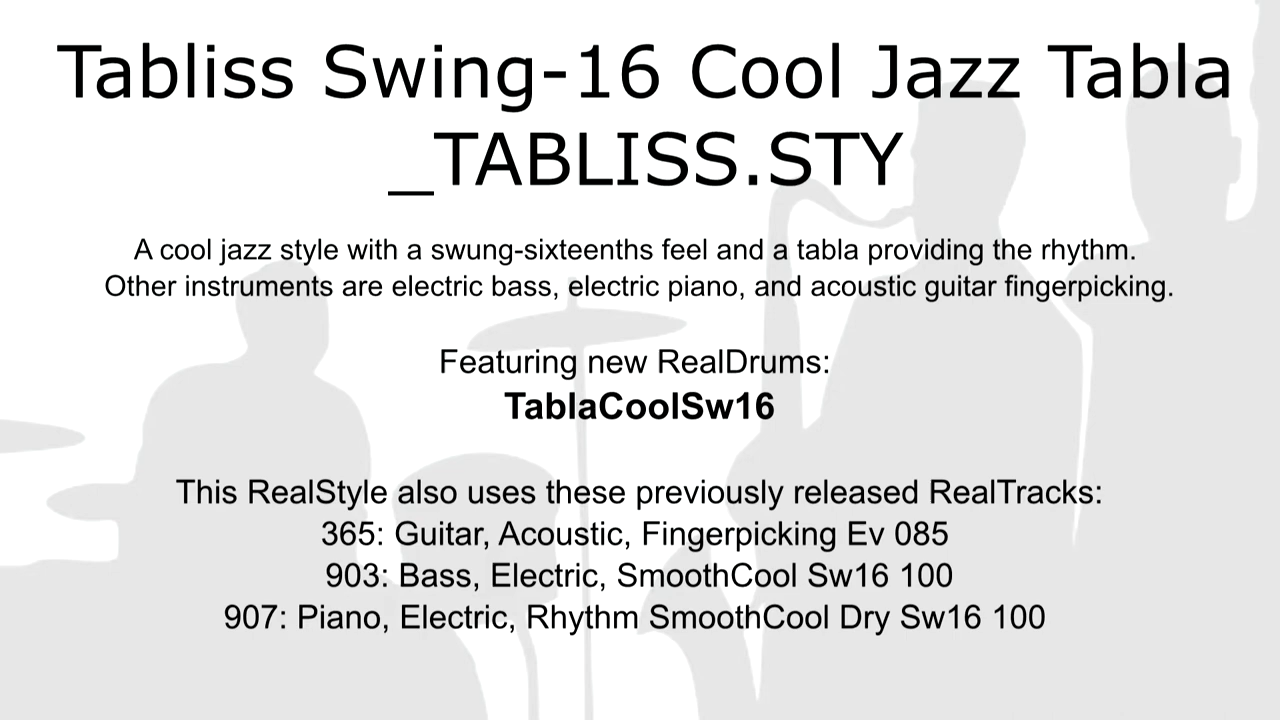 Tabliss Swing-16 Cool Jazz Tabla
_TABLISS.STY
A cool jazz style with a swung-sixteenths feel and a tabla providing the rhythm.
Other instruments are electric bass, electric piano, and acoustic guitar fingerpicking.
Featuring new RealDrums:
TablaCoolSw16
This RealStyle also uses these previously released RealTracks:
365: Guitar, Acoustic, Fingerpicking Ev 085
903: Bass, Electric, SmoothCool Sw16 100
907: Piano, Electric, Rhythm SmoothCool Dry Sw16 100